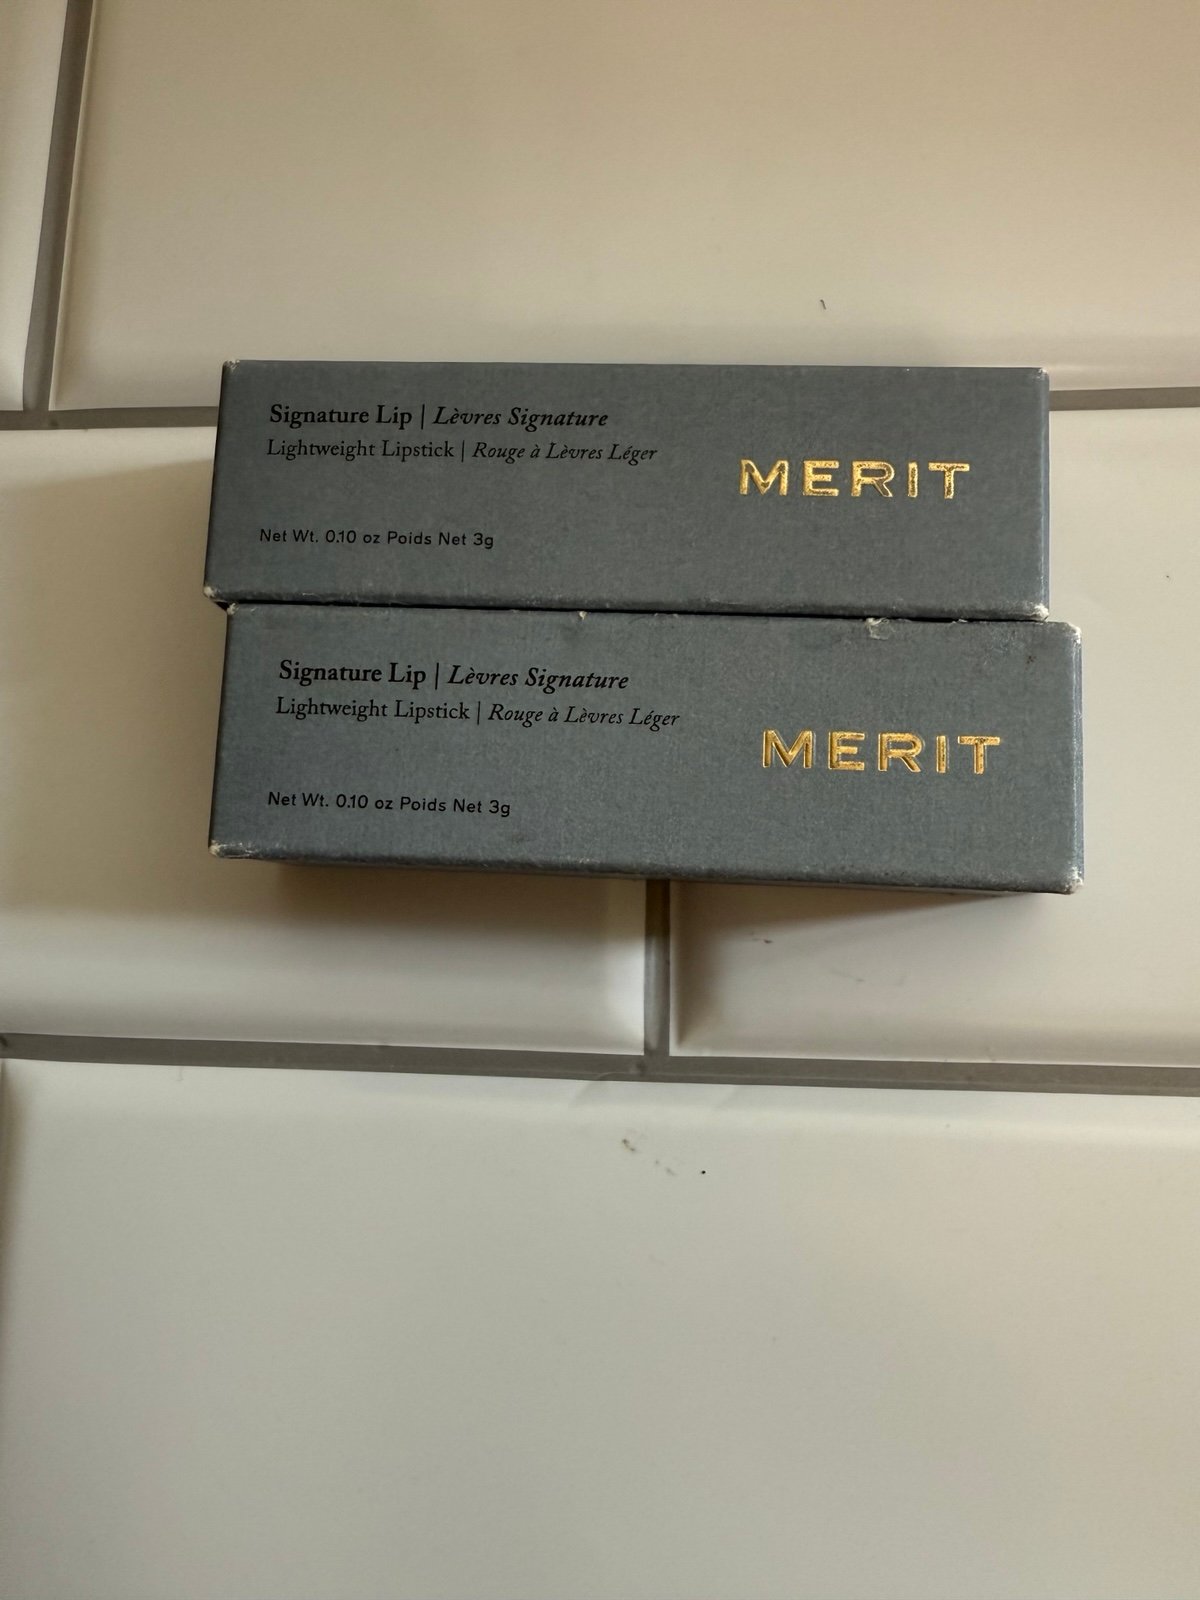 Signature Lip | Lèvres Signature
Lightweight Lipstick | Rouge à Lèvres Léger
MERIT
Net Wt. 0.10 oz Poids Net 3g
Signature Lip | Lèvres Signature
Lightweight Lipstick | Rouge à Lèvres Léger
MERIT
Net Wt. 0.10 oz Poids Net 3g